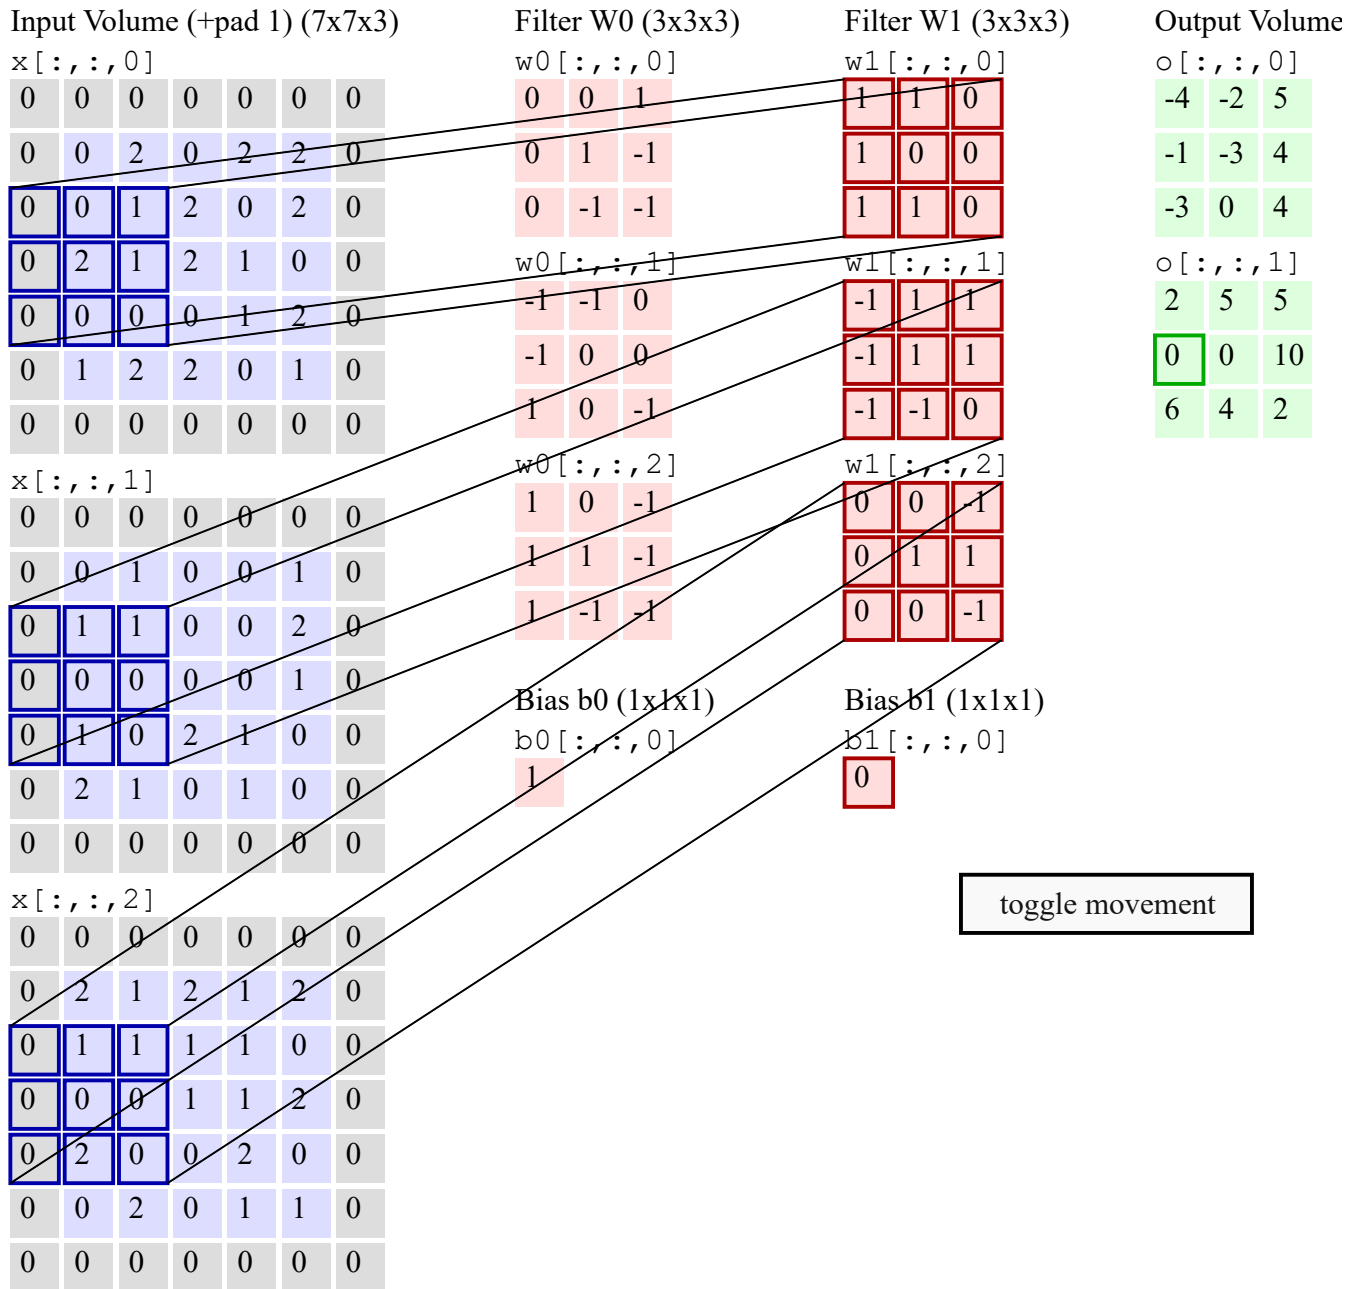 Input Volume (+pad 1) (7x7x3)
x[:,:,0]
0 0 0 0 0 0 0
0 0 2 0 2 2 0
0 0 1 2 0 2 0
0 2 1 2 1 0 0
0 0 0 0 1 2 0
0 1 2 2 0 1 0
0 0 0 0 0 0 0
x[:,:,1]
0 0 0 0 0 0 0
0 0 1 0 0 1 0
0 1 1 0 0 2 0
0 0 0 0 0 1 0
0 1 0 2 1 0 0
0 2 1 0 1 0 0
0 0 0 0 0 0 0
x[:,:,2]
0 0 0 0 0 0 0
0 2 1 2 1 2 0
0 1 1 1 1 0 0
0 0 0 1 1 2 0
0 2 0 0 2 0 0
0 0 2 0 1 1 0
0 0 0 0 0 0 0
Filter W0 (3x3x3)
w0[:,:,0]
0 0 1
0 1 -1
0 -1 -1
w0[:,:,1]
-1 -1 0
-1 0 0
1 0 -1
w0[:,:,2]
1 0 -1
1 1 -1
1 -1 -1
Bias b0 (1x1x1)
b0[:,:,0]
1
Filter W1 (3x3x3)
w1[:,:,0]
1 1 0
1 0 0
1 1 0
w1[:,:,1]
-1 1 1
-1 1 1
-1 -1 0
w1[:,:,2]
0 0 -1
0 1 1
0 0 -1
Bias b1 (1x1x1)
b1[:,:,0]
0
Output Volume
o[:,:,0]
-4 -2 5
-1 -3 4
-3 0 4
o[:,:,1]
2 5 5
0 0 10
6 4 2
toggle movement